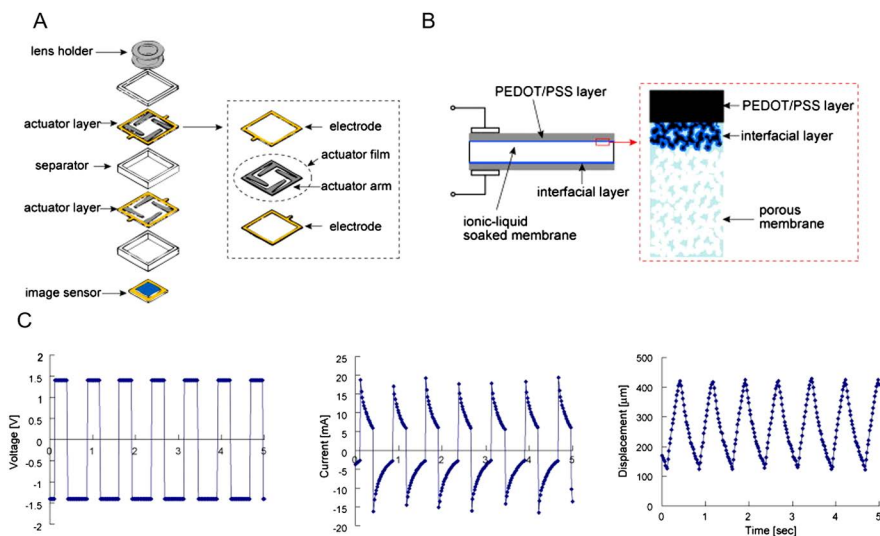 A
lens holder
actuator layer
separator
actuator layer
image sensor
electrode
actuator film
actuator arm
electrode
B
PEDOT/PSS layer
interfacial layer
ionic-liquid
soaked membrane
PEDOT/PSS layer
interfacial layer
porous
membrane
C
Voltage [V]
2
1.5
1
0.5
0
-0.5
-1
-1.5
-2
0 1 2 3 4 5
Current [mA]
25
20
15
10
5
0
-5
-10
-15
-20
0 1 2 3 4 5
Displacement [µm]
500
400
300
200
100
0
0 1 2 3 4 5
Time [sec]